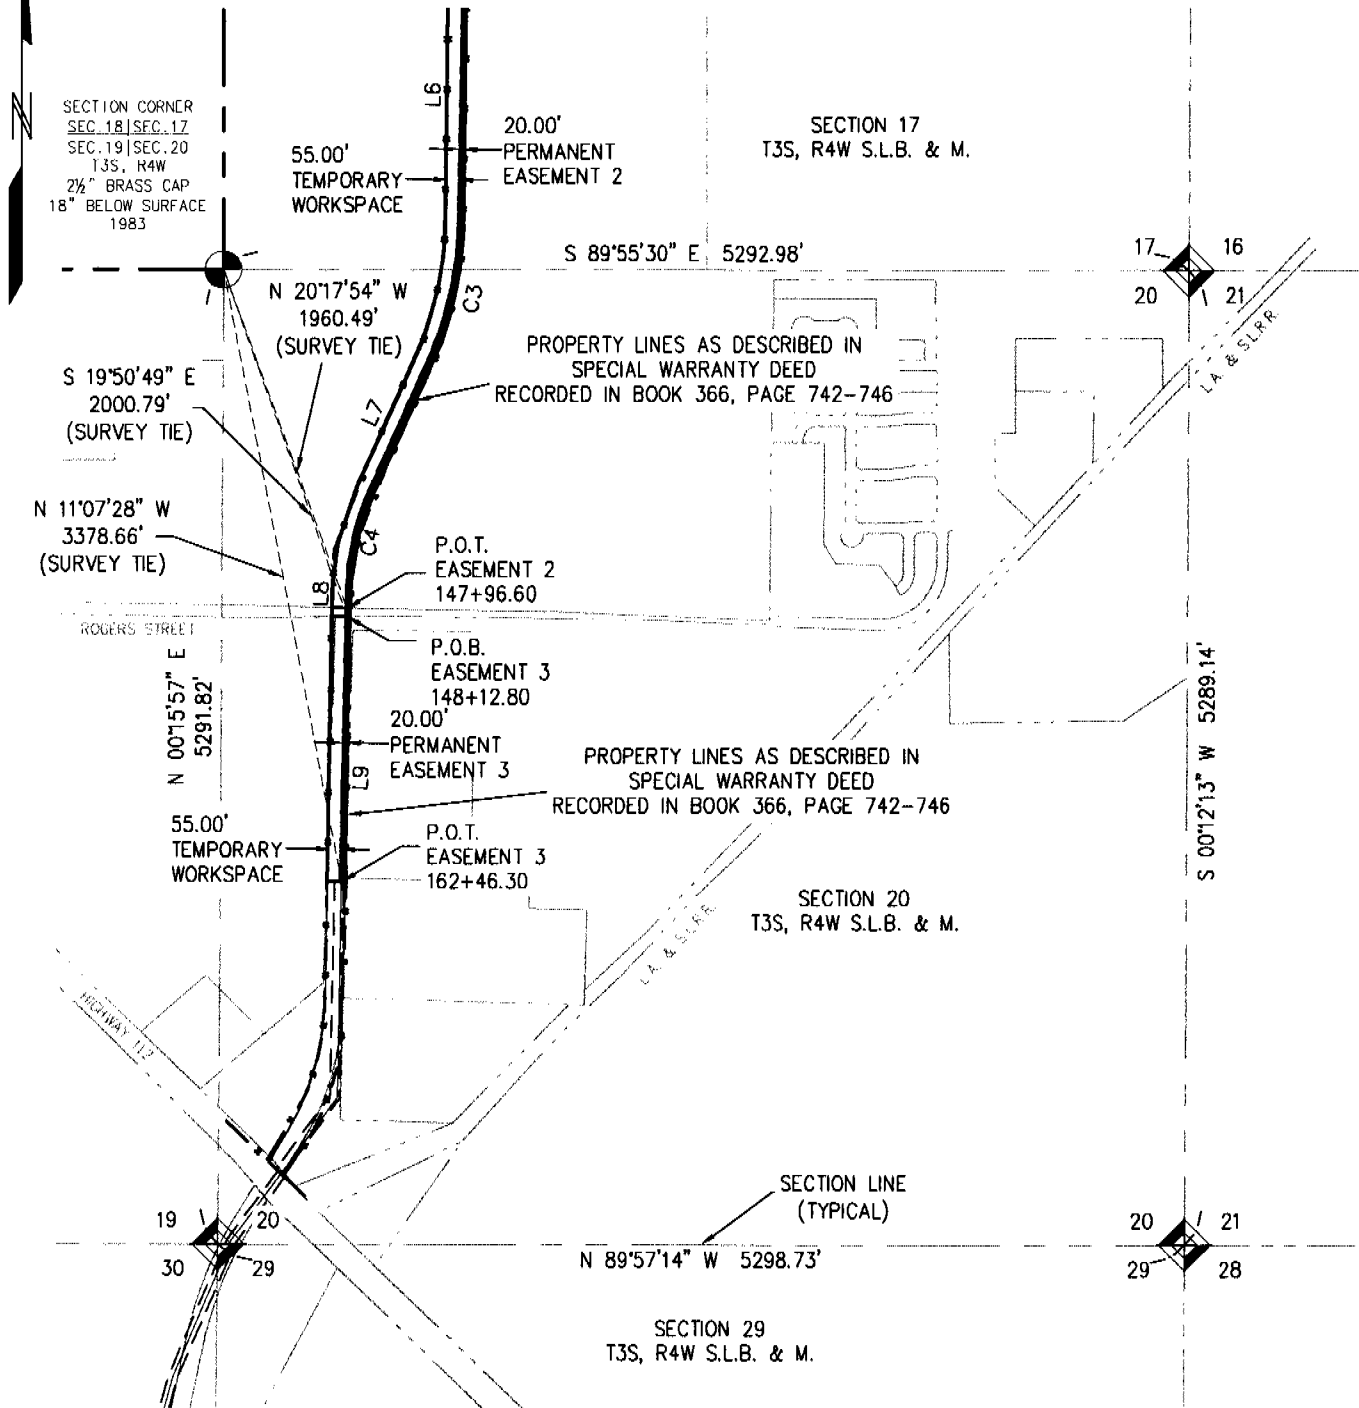 N
SECTION CORNER
SEC.18|SEC.17
SEC.19|SEC.20
T3S, R4W
2½" BRASS CAP
18" BELOW SURFACE
1983
L6
55.00'
TEMPORARY
WORKSPACE
20.00'
PERMANENT
EASEMENT 2
SECTION 17
T3S, R4W S.L.B. & M.
S 89°55'30" E 5292.98'
17
16
20
21
N 20°17'54" W
1960.49'
(SURVEY TIE)
C3
PROPERTY LINES AS DESCRIBED IN
SPECIAL WARRANTY DEED
RECORDED IN BOOK 366, PAGE 742-746
L.A. & S.L.R.R.
S 19°50'49" E
2000.79'
(SURVEY TIE)
L7
N 11°07'28" W
3378.66'
(SURVEY TIE)
C4
P.O.T.
EASEMENT 2
147+96.60
L8
ROGERS STREET
P.O.B.
EASEMENT 3
148+12.80
N 00°15'57" E
5291.82'
S 00°12'13" W 5289.14'
20.00'
PERMANENT
EASEMENT 3
L9
PROPERTY LINES AS DESCRIBED IN
SPECIAL WARRANTY DEED
RECORDED IN BOOK 366, PAGE 742-746
55.00'
TEMPORARY
WORKSPACE
P.O.T.
EASEMENT 3
162+46.30
SECTION 20
T3S, R4W S.L.B. & M.
L.A. & S.L.R.R.
HIGHWAY 112
SECTION LINE
(TYPICAL)
19
20
30
29
N 89°57'14" W 5298.73'
20
21
29
28
SECTION 29
T3S, R4W S.L.B. & M.